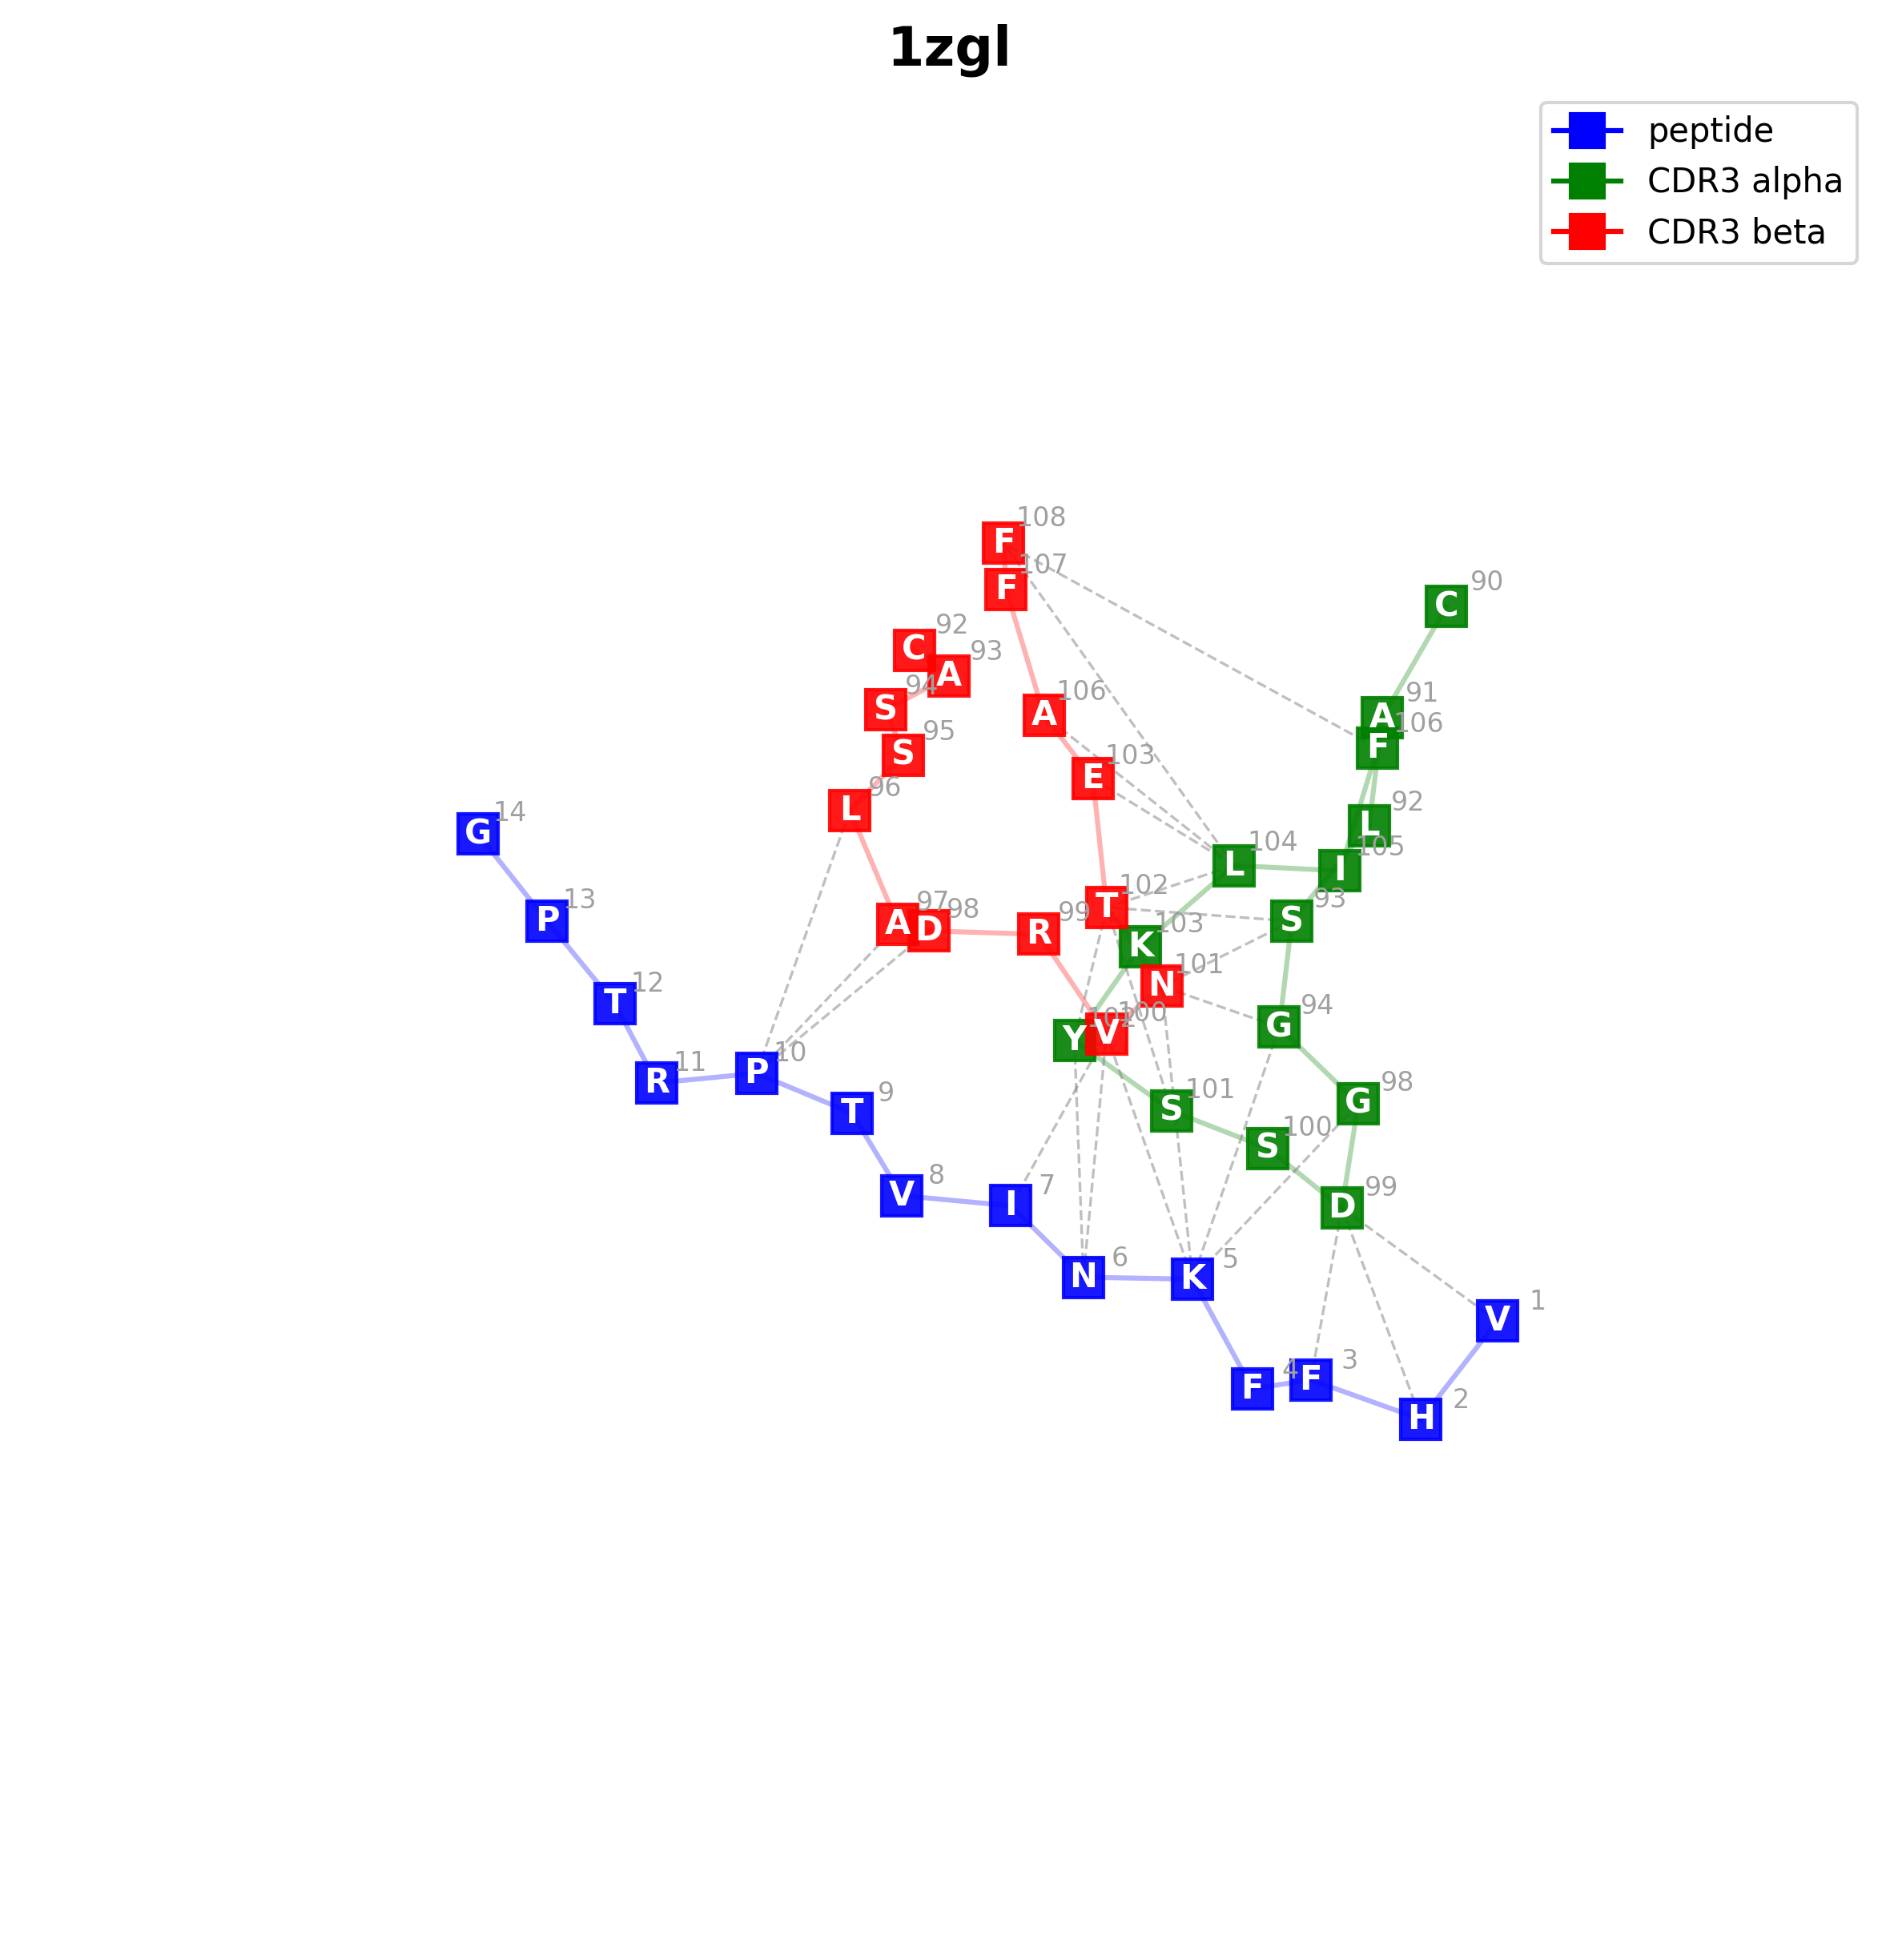 1zgl
peptide
CDR3 alpha
CDR3 beta
F 108
F 107
C 90
C 92
A 93
S 94
A 91
A 106
F 106
S 95
E 103
L 96
L 92
G 14
L 104
I 105
T 102
S 93
P 13
A 97
D 98
R 99
K 103
N 101
T 12
G 94
Y 102
V 100
P 10
R 11
T 9
S 101
G 98
S 100
V 8
I 7
D 99
N 6
K 5
V 1
F 4
F 3
H 2